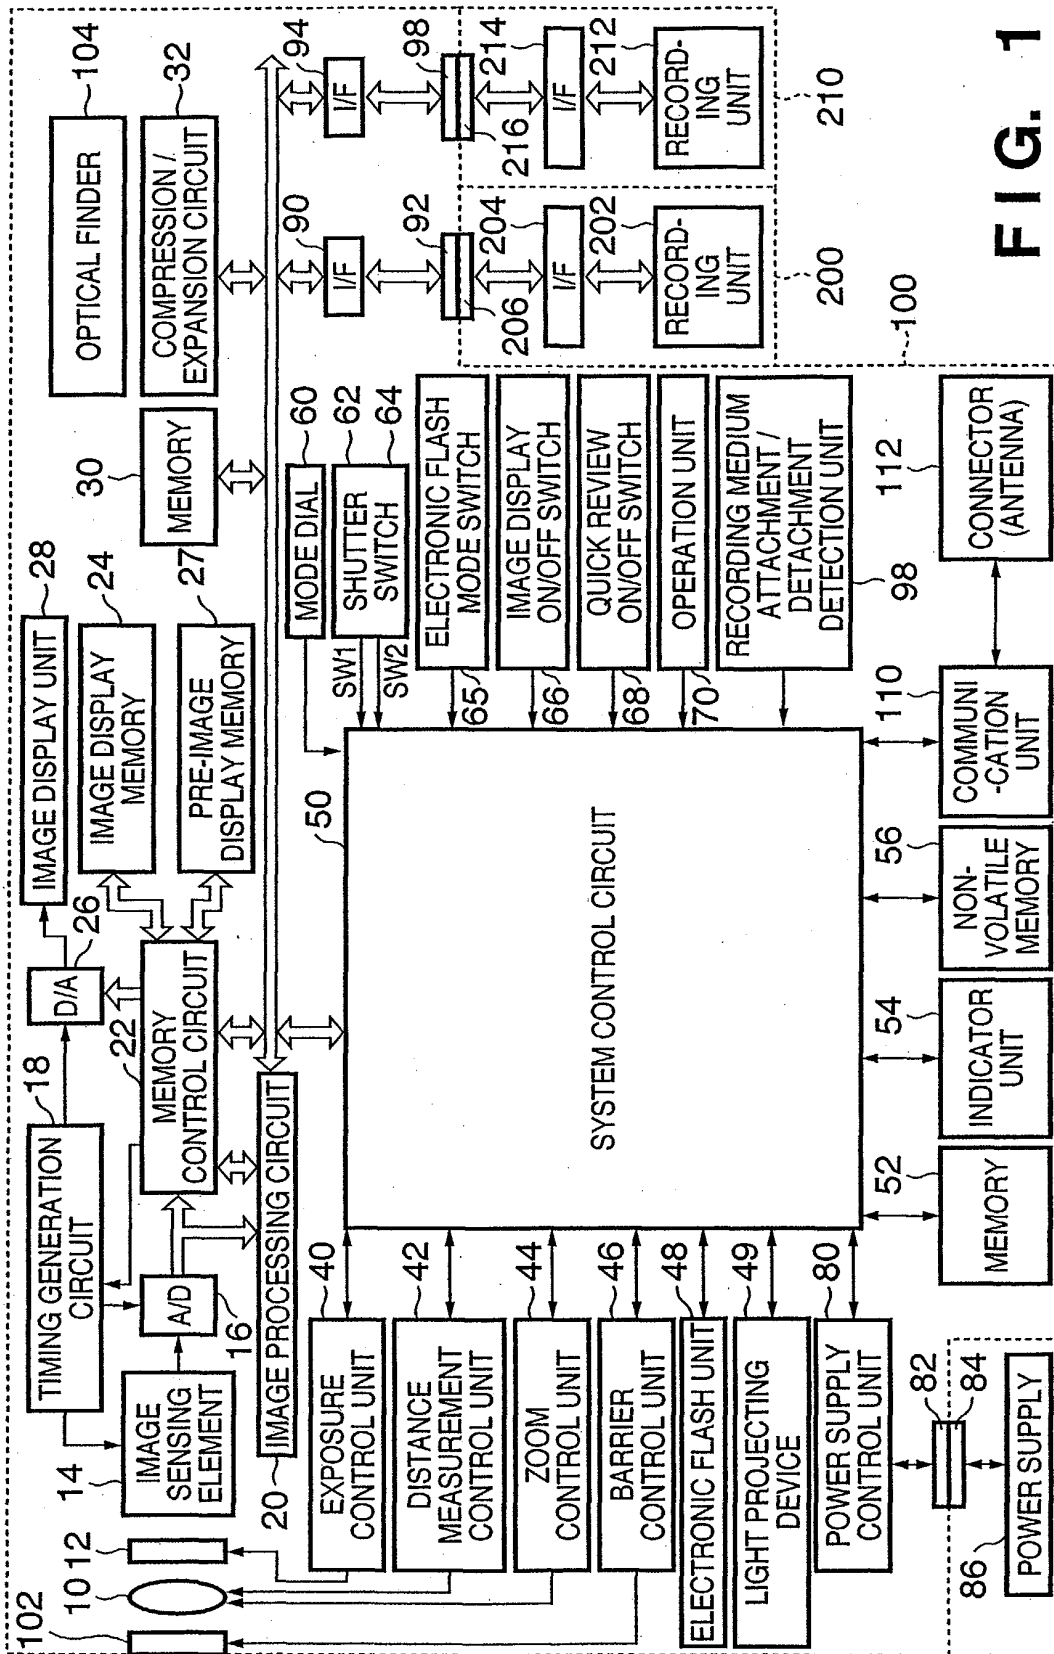 102
10
12
14
IMAGE
SENSING
ELEMENT
TIMING GENERATION
CIRCUIT
18
A/D
16
D/A
26
22
MEMORY
CONTROL CIRCUIT
IMAGE DISPLAY UNIT
28
IMAGE DISPLAY
MEMORY
24
PRE-IMAGE
DISPLAY MEMORY
27
30
MEMORY
OPTICAL FINDER
104
COMPRESSION /
EXPANSION CIRCUIT
32
20
IMAGE PROCESSING CIRCUIT
90
I/F
94
I/F
92
98
206
204
I/F
202
RECORD-
ING
UNIT
200
216
214
I/F
212
RECORD-
ING
UNIT
210
100
EXPOSURE
CONTROL UNIT
40
DISTANCE
MEASUREMENT
CONTROL UNIT
42
ZOOM
CONTROL UNIT
44
BARRIER
CONTROL UNIT
46
ELECTRONIC FLASH UNIT
48
LIGHT PROJECTING
DEVICE
49
POWER SUPPLY
CONTROL UNIT
80
82
84
86
POWER SUPPLY
50
SYSTEM CONTROL CIRCUIT
MODE DIAL
60
SW1
SW2
SHUTTER
SWITCH
62
64
ELECTRONIC FLASH
MODE SWITCH
65
IMAGE DISPLAY
ON/OFF SWITCH
66
QUICK REVIEW
ON/OFF SWITCH
68
OPERATION UNIT
70
RECORDING MEDIUM
ATTACHMENT /
DETACHMENT
DETECTION UNIT
98
52
MEMORY
54
INDICATOR
UNIT
56
NON-
VOLATILE
MEMORY
110
COMMUNI
-CATION
UNIT
112
CONNECTOR
(ANTENNA)
FIG. 1